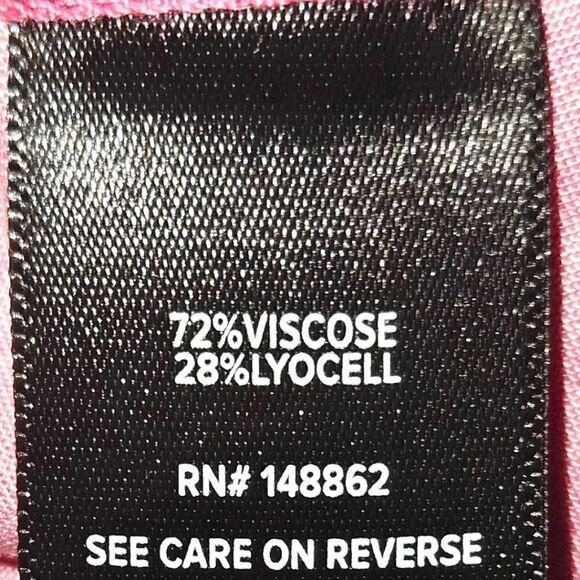 72%VISCOSE
28%LYOCELL
RN# 148862
SEE CARE ON REVERSE